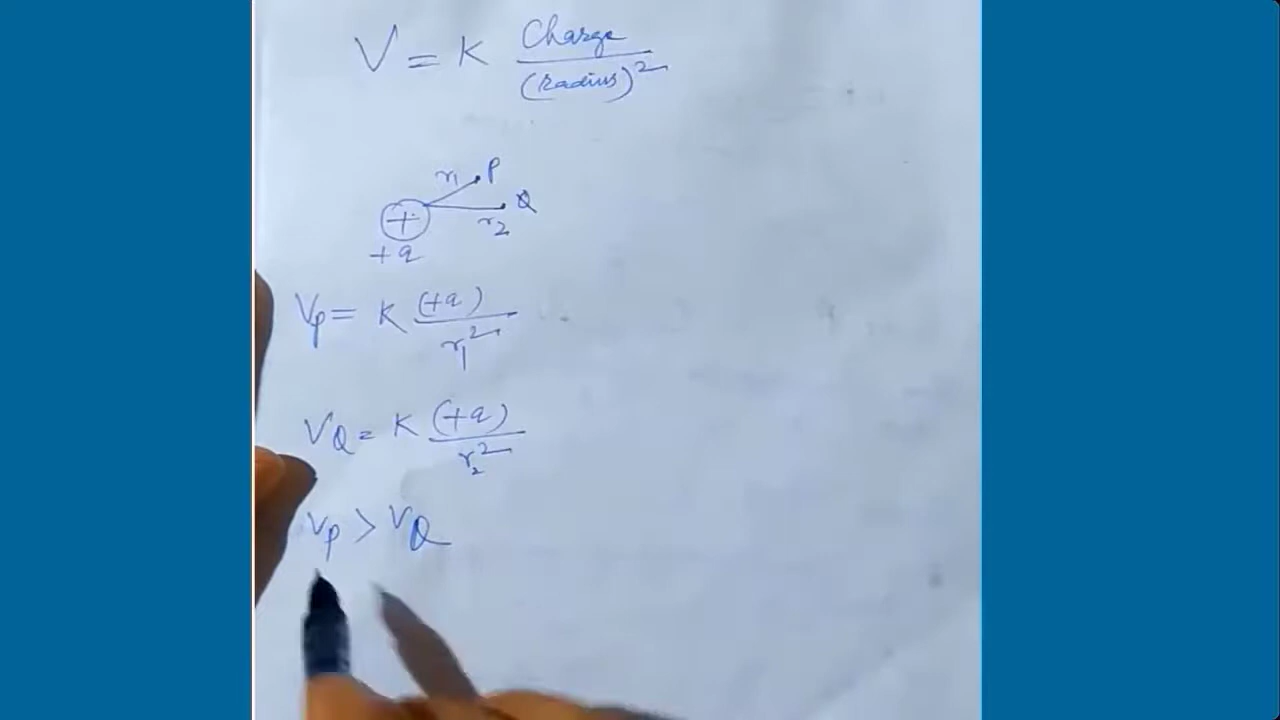 V = K Charge/(radius)²
r₁ P
+ r₂ Q
+q
Vp = K (+q)/r₁²
VQ = K (+q)/r₂²
Vp > VQ